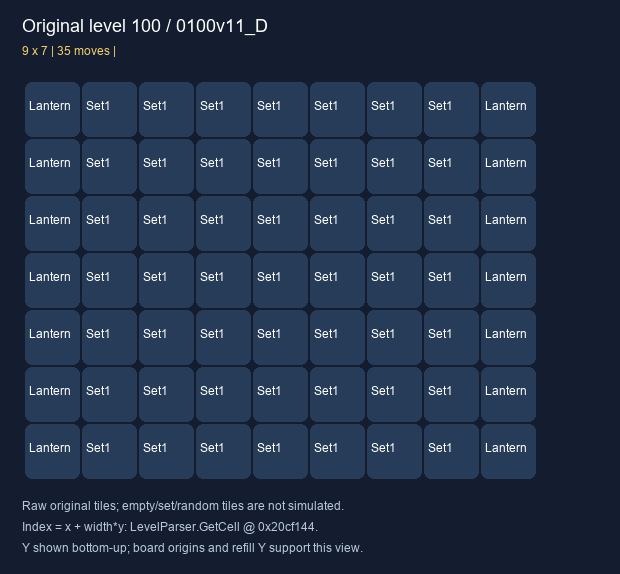 Original level 100 / 0100v11_D
9 x 7 | 35 moves |
Lantern Set1 Set1 Set1 Set1 Set1 Set1 Set1 Lantern
Lantern Set1 Set1 Set1 Set1 Set1 Set1 Set1 Lantern
Lantern Set1 Set1 Set1 Set1 Set1 Set1 Set1 Lantern
Lantern Set1 Set1 Set1 Set1 Set1 Set1 Set1 Lantern
Lantern Set1 Set1 Set1 Set1 Set1 Set1 Set1 Lantern
Lantern Set1 Set1 Set1 Set1 Set1 Set1 Set1 Lantern
Lantern Set1 Set1 Set1 Set1 Set1 Set1 Set1 Lantern
Raw original tiles; empty/set/random tiles are not simulated.
Index = x + width*y: LevelParser.GetCell @ 0x20cf144.
Y shown bottom-up; board origins and refill Y support this view.